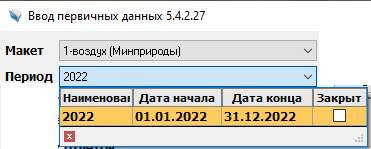 Ввод первичных данных 5.4.2.27
Макет 1-воздух (Минприроды)
Период 2022
Наименован Дата начала Дата конца Закрыт
2022 01.01.2022 31.12.2022